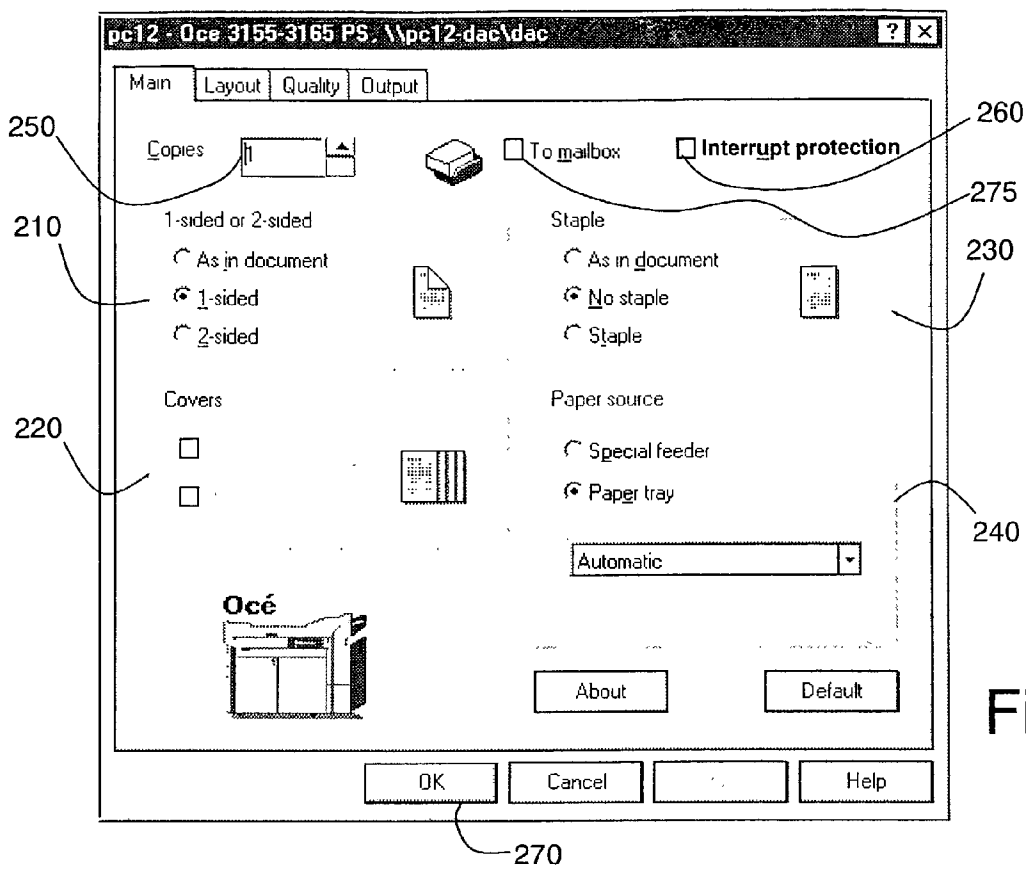 pc12 - Oce 3155-3165 PS. \\pc12-dac\dac ? ×
Main Layout Quality Output
250
260
Copies 1 To mailbox Interrupt protection
275
210
1-sided or 2-sided Staple
230
As in document As in document
1-sided No staple
2-sided Staple
220
Covers Paper source
Special feeder
Paper tray
240
Automatic
Océ
About Default
Fi
OK Cancel Help
270